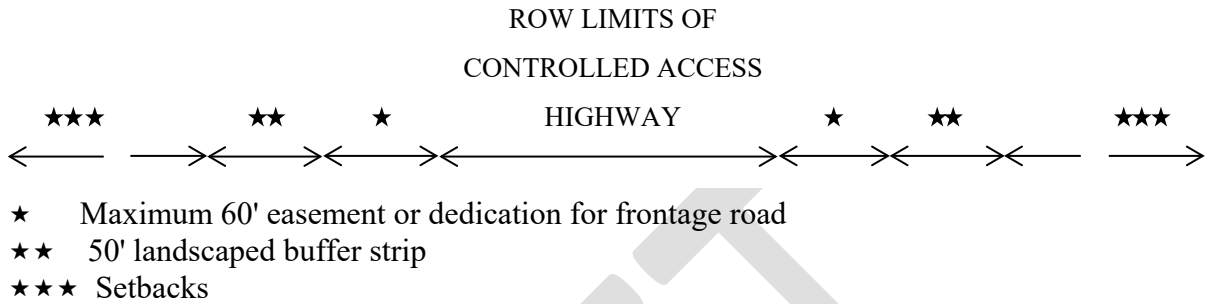 ROW LIMITS OF
CONTROLLED ACCESS
★★★ ★★ ★ HIGHWAY ★ ★★ ★★★
★ Maximum 60' easement or dedication for frontage road
★★ 50' landscaped buffer strip
★★★ Setbacks